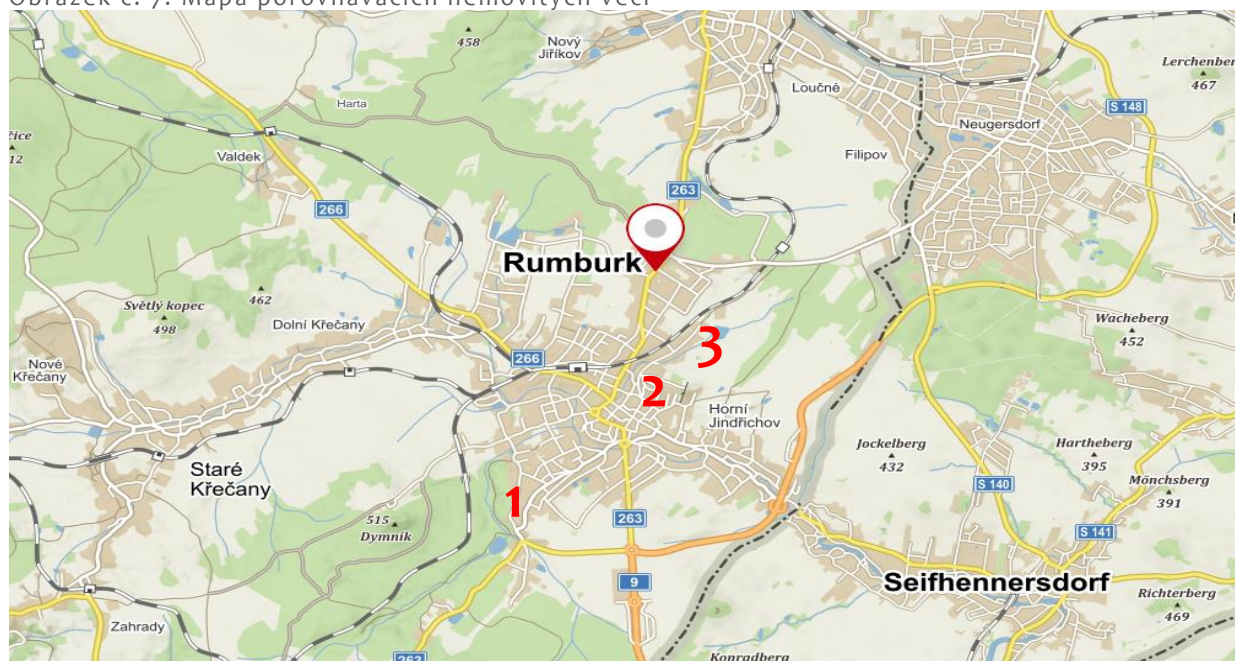 Obrázek č. 7: Mapa porovnávacích nemovitých věcí
458
Nový
Jiříkov
Loučné
Lerchenberg
467
S 148
Harta
Neugersdorf
12
Valdek
Filipov
263
266
Rumburk
Světlý kopec
498
462
Dolní Křečany
Wacheberg
452
3
Nové
Křečany
266
2
Horní
Jindřichov
Jockelberg
432
Hartheberg
395
Mönchsberg
391
Staré
Křečany
S 140
1
515
Dymník
263
S 141
9
Seifhennersdorf
Richterberg
469
Zahrady
263
Konradberg